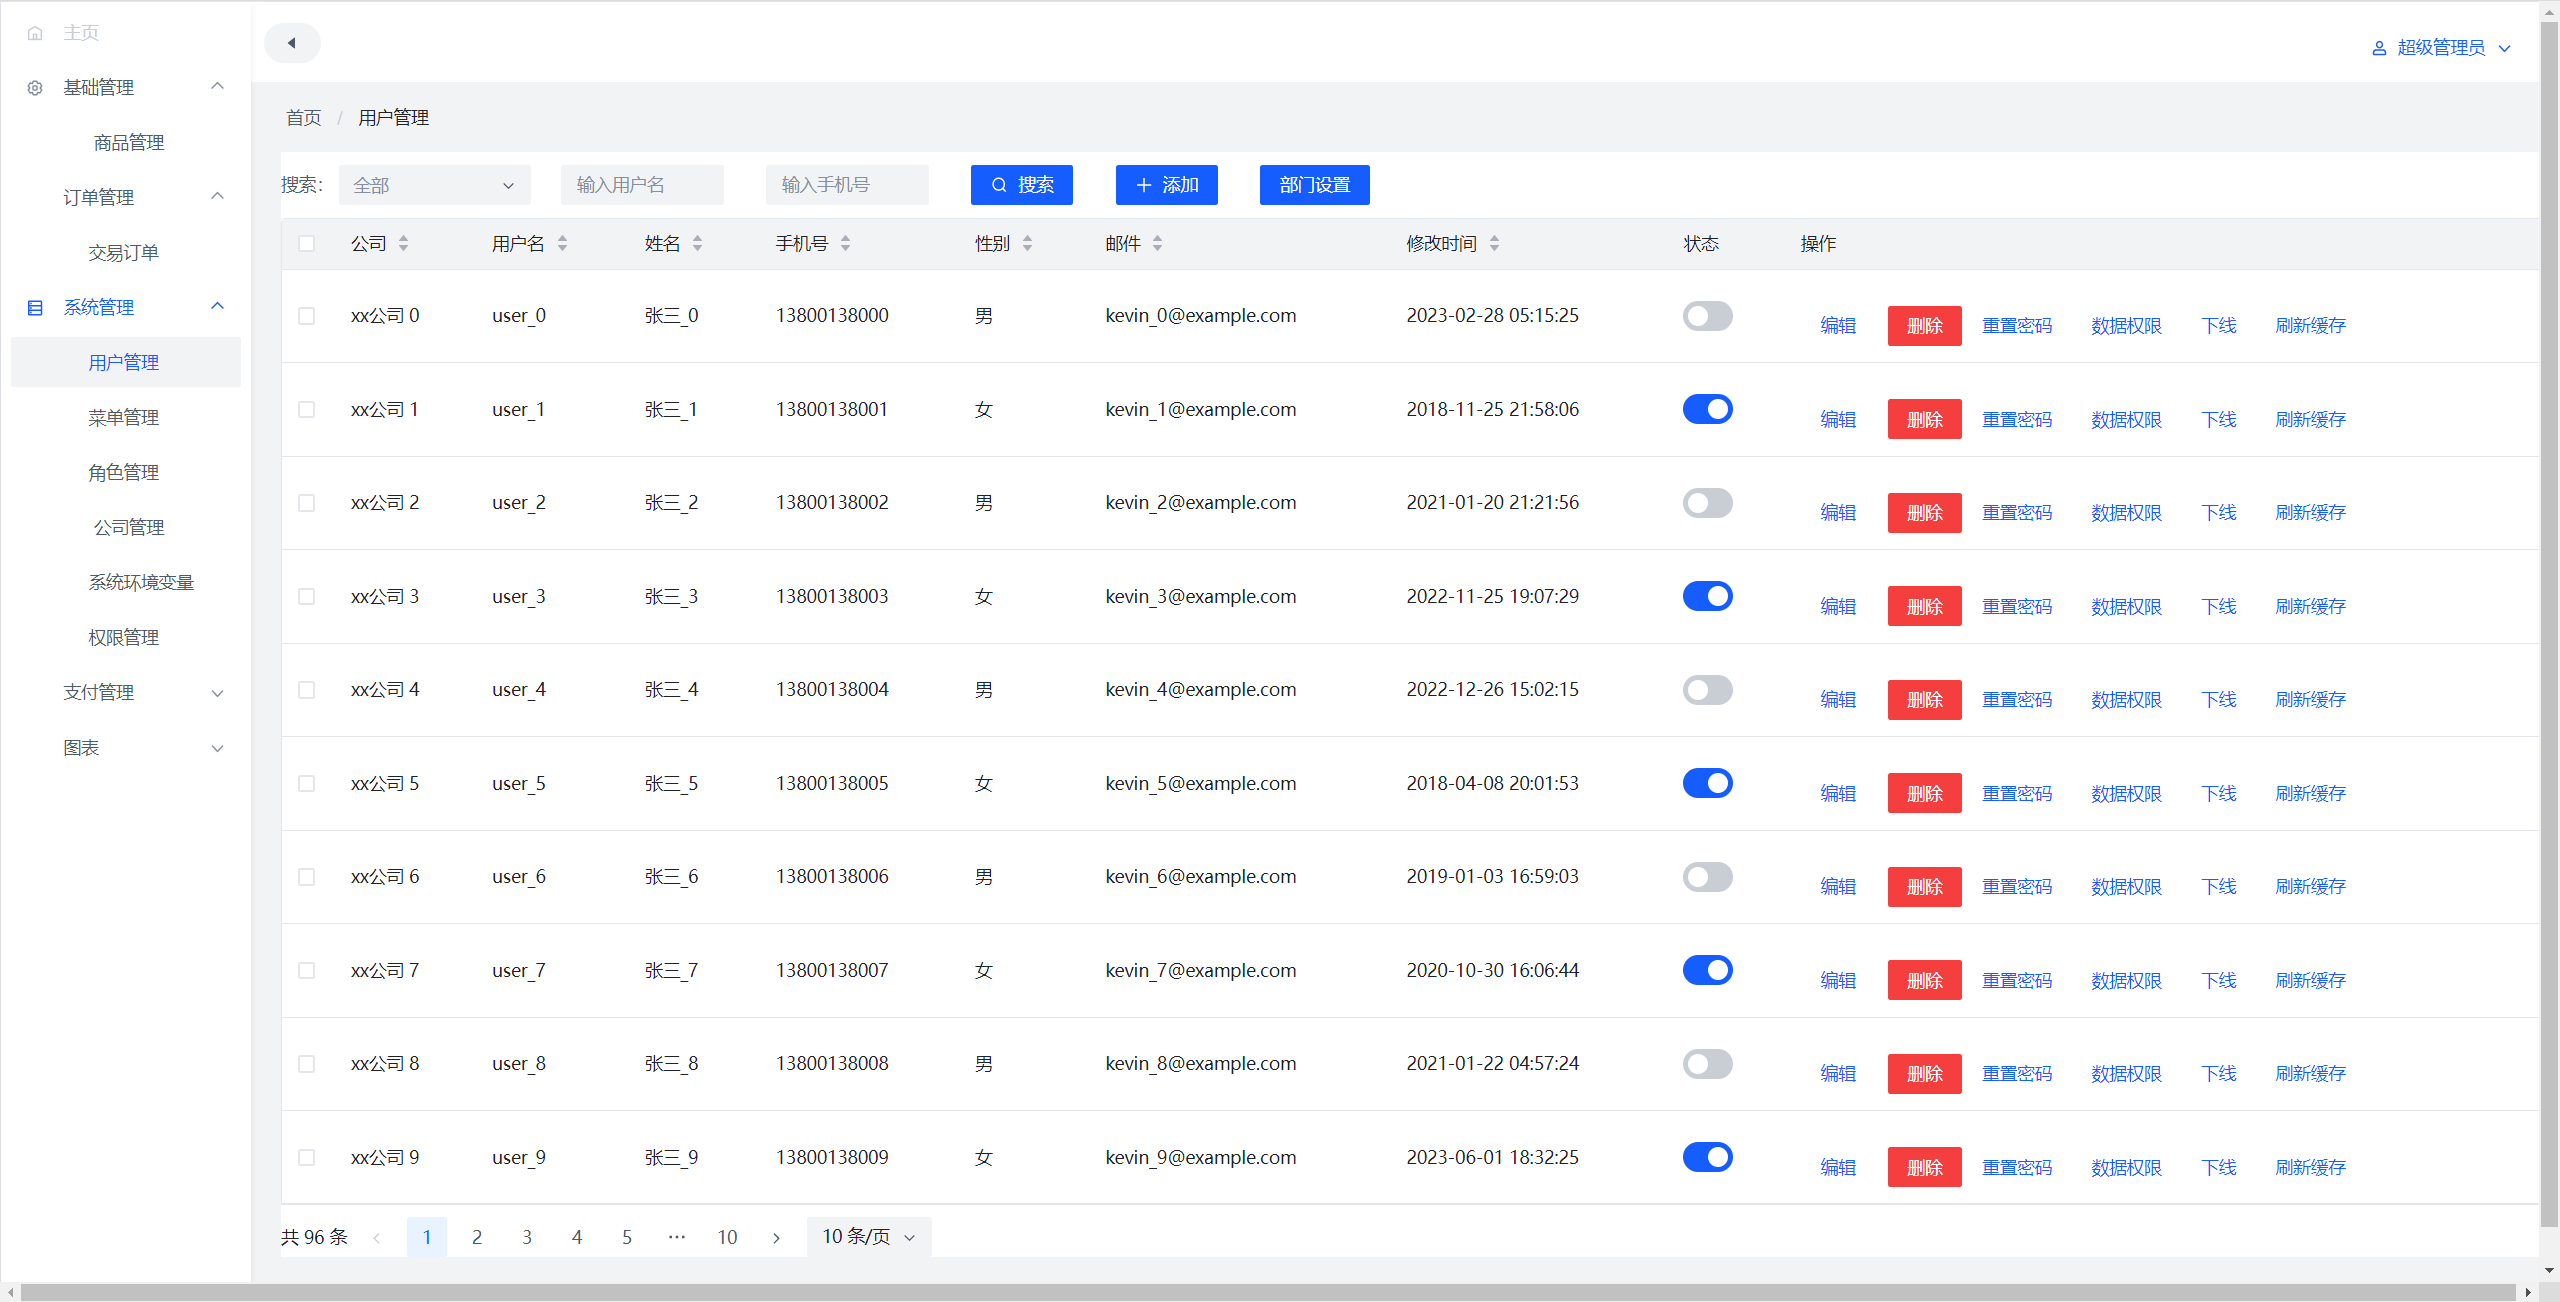 主页
基础管理
商品管理
订单管理
交易订单
系统管理
用户管理
菜单管理
角色管理
公司管理
系统环境变量
权限管理
支付管理
图表
超级管理员
首页 / 用户管理
搜索: 全部 输入用户名 输入手机号 搜索 添加 部门设置
公司 用户名 姓名 手机号 性别 邮件 修改时间 状态 操作
xx公司 0 user_0 张三_0 13800138000 男 kevin_0@example.com 2023-02-28 05:15:25 编辑 删除 重置密码 数据权限 下线 刷新缓存
xx公司 1 user_1 张三_1 13800138001 女 kevin_1@example.com 2018-11-25 21:58:06 编辑 删除 重置密码 数据权限 下线 刷新缓存
xx公司 2 user_2 张三_2 13800138002 男 kevin_2@example.com 2021-01-20 21:21:56 编辑 删除 重置密码 数据权限 下线 刷新缓存
xx公司 3 user_3 张三_3 13800138003 女 kevin_3@example.com 2022-11-25 19:07:29 编辑 删除 重置密码 数据权限 下线 刷新缓存
xx公司 4 user_4 张三_4 13800138004 男 kevin_4@example.com 2022-12-26 15:02:15 编辑 删除 重置密码 数据权限 下线 刷新缓存
xx公司 5 user_5 张三_5 13800138005 女 kevin_5@example.com 2018-04-08 20:01:53 编辑 删除 重置密码 数据权限 下线 刷新缓存
xx公司 6 user_6 张三_6 13800138006 男 kevin_6@example.com 2019-01-03 16:59:03 编辑 删除 重置密码 数据权限 下线 刷新缓存
xx公司 7 user_7 张三_7 13800138007 女 kevin_7@example.com 2020-10-30 16:06:44 编辑 删除 重置密码 数据权限 下线 刷新缓存
xx公司 8 user_8 张三_8 13800138008 男 kevin_8@example.com 2021-01-22 04:57:24 编辑 删除 重置密码 数据权限 下线 刷新缓存
xx公司 9 user_9 张三_9 13800138009 女 kevin_9@example.com 2023-06-01 18:32:25 编辑 删除 重置密码 数据权限 下线 刷新缓存
共 96 条 1 2 3 4 5 ··· 10 10 条/页